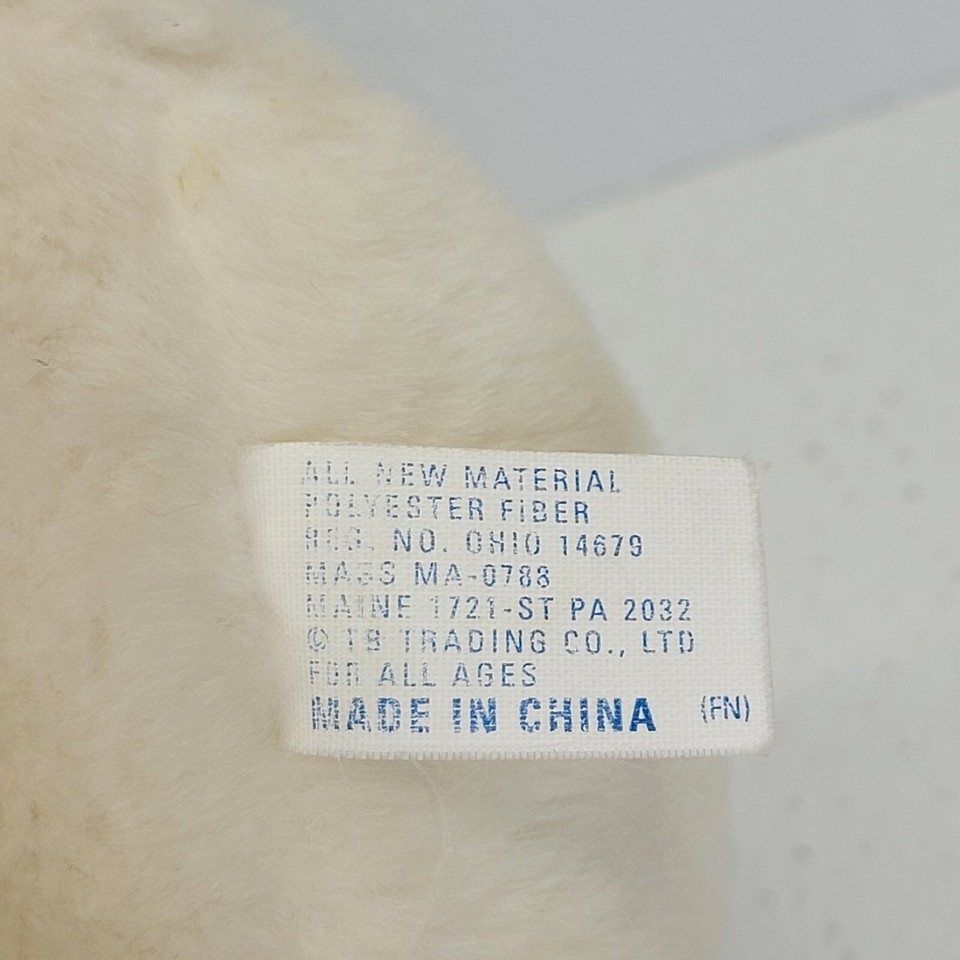 ALL NEW MATERIAL
POLYESTER FIBER
REG. NO. OHIO 14679
MASS MA-0788
MAINE 1721-ST PA 2032
© TB TRADING CO., LTD
FOR ALL AGES
MADE IN CHINA (FN)